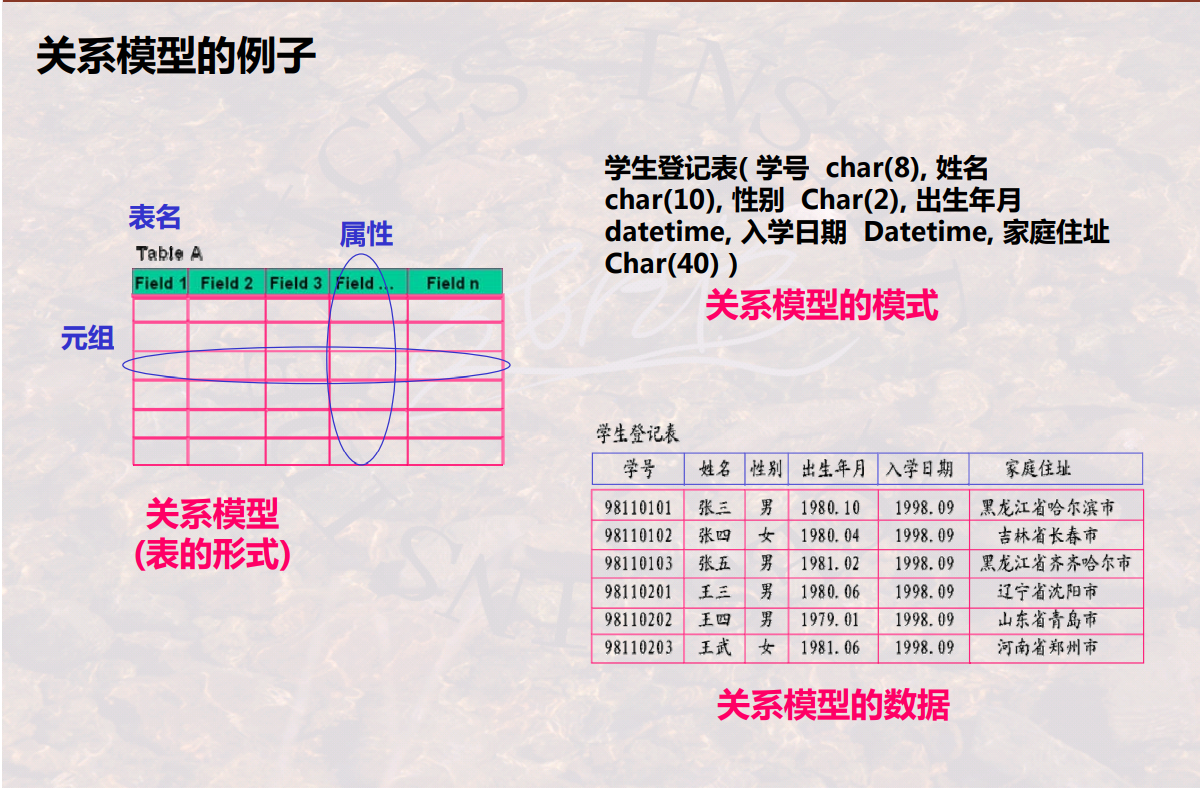 关系模型的例子
表名
属性
Table A
Field 1 Field 2 Field 3 Field ... Field n
元组
关系模型
(表的形式)
学生登记表( 学号 char(8), 姓名
char(10), 性别 Char(2), 出生年月
datetime, 入学日期 Datetime, 家庭住址
Char(40) )
关系模型的模式
学生登记表
学号 姓名 性别 出生年月 入学日期 家庭住址
98110101 张三 男 1980.10 1998.09 黑龙江省哈尔滨市
98110102 张四 女 1980.04 1998.09 吉林省长春市
98110103 张五 男 1981.02 1998.09 黑龙江省齐齐哈尔市
98110201 王三 男 1980.06 1998.09 辽宁省沈阳市
98110202 王四 男 1979.01 1998.09 山东省青岛市
98110203 王武 女 1981.06 1998.09 河南省郑州市
关系模型的数据